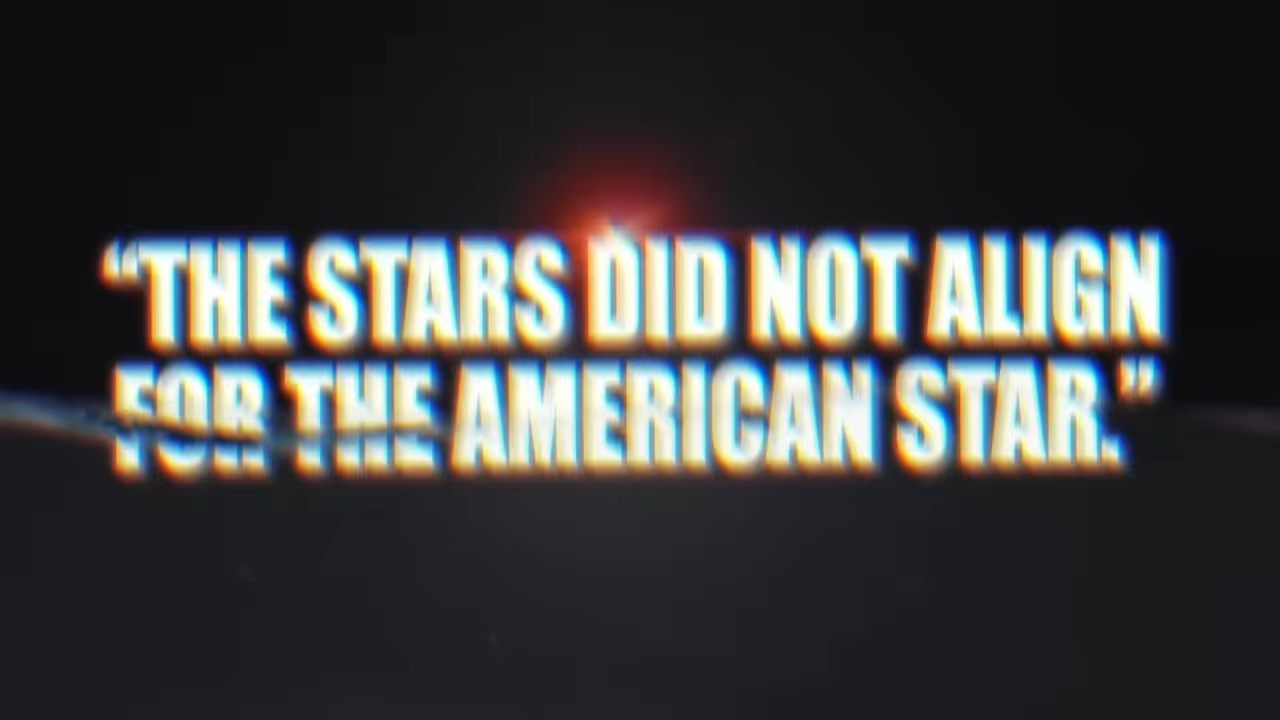 “THE STARS DID NOT ALIGN
FOR THE AMERICAN STAR.”